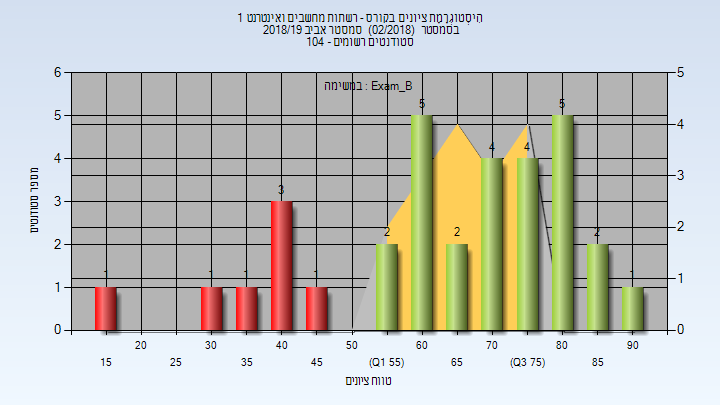 הִיסְטוֹגְרַמַּת ציונים בקורס - רשתות מחשבים ואינטרנט 1
בסמסטר (02/2018) סמסטר אביב 2018/19
סטודנטים רשומים - 104
במשימה : Exam_B
מספר סטודנטים
6 5 4 3 2 1 0
5 4 3 2 1 0
1 1 1 3 1 2 5 2 4 4 5 2 1
20 30 40 50 60 70 80 90
15 25 35 45 (Q1 55) 65 (Q3 75) 85
טווח ציונים